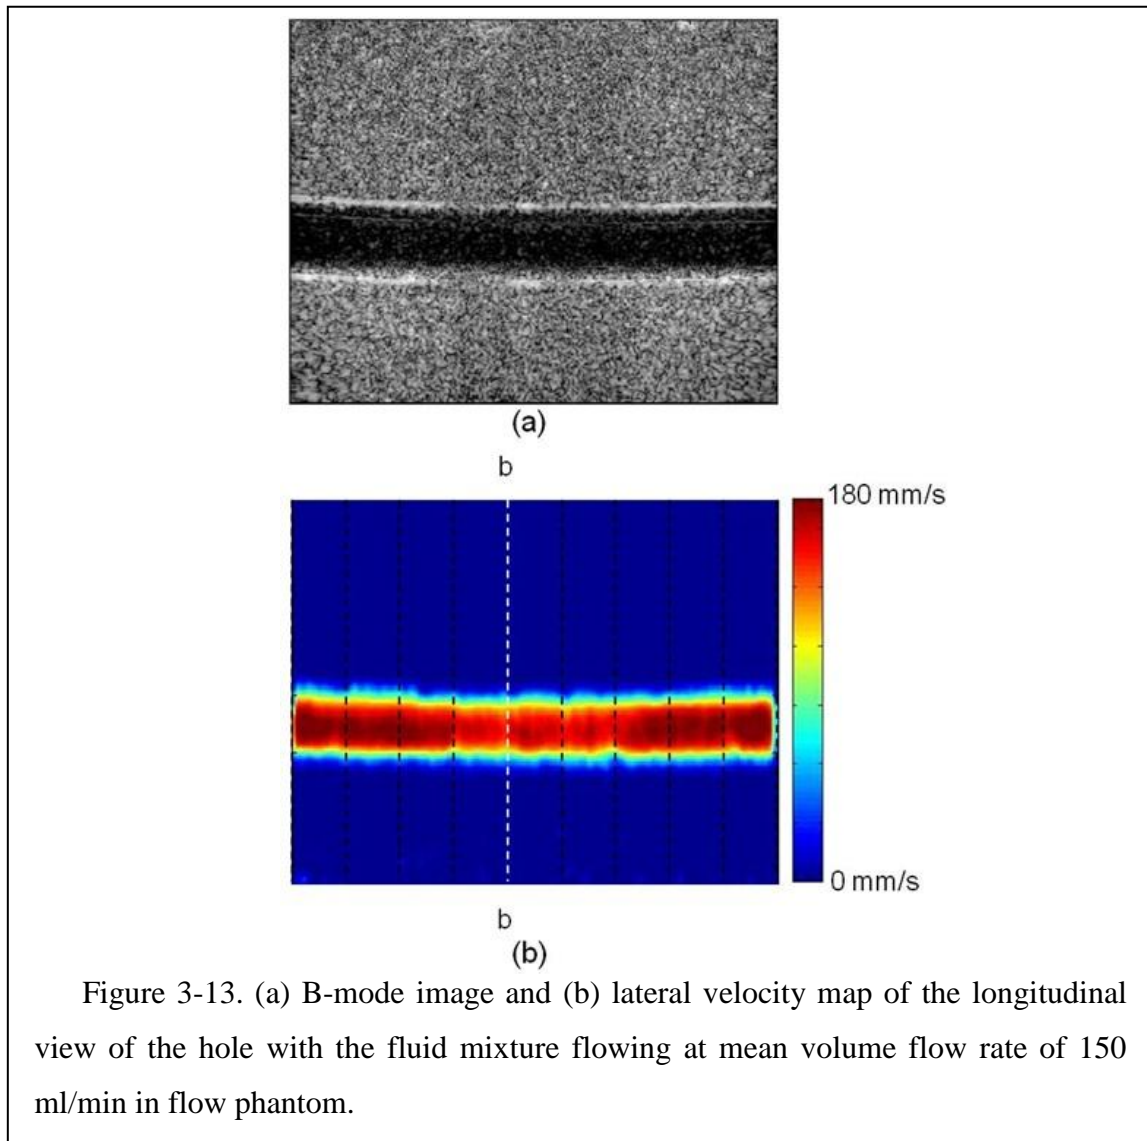 (a)
b
180 mm/s
0 mm/s
b
(b)
Figure 3-13. (a) B-mode image and (b) lateral velocity map of the longitudinal
view of the hole with the fluid mixture flowing at mean volume flow rate of 150
ml/min in flow phantom.